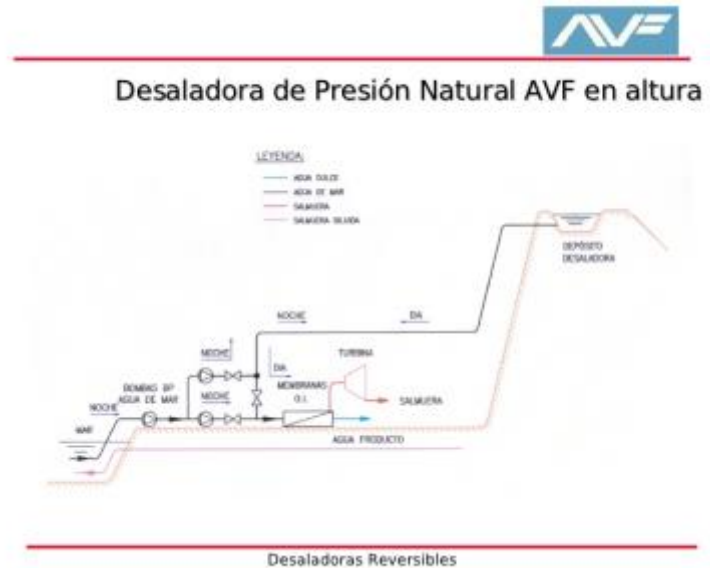 AVF
Desaladora de Presión Natural AVF en altura
LEYENDA:
AGUA DULCE
AGUA DE MAR
SALMUERA
SALMUERA DILUIDA
DEPÓSITO
DESALADORA
NOCHE
DIA
NOCHE
DIA
TURBINA
BOMBAS BP
AGUA DE MAR
NOCHE
MEMBRANAS
O.I.
NOCHE
SALMUERA
MAR
AGUA PRODUCTO
Desaladoras Reversibles